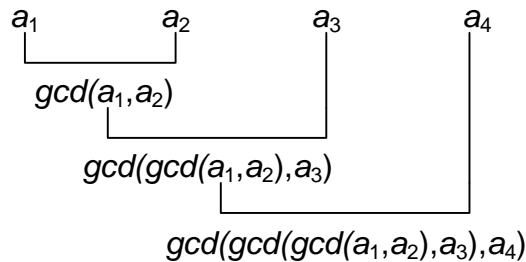 a₁ a₂ a₃ a₄
gcd(a₁,a₂)
gcd(gcd(a₁,a₂),a₃)
gcd(gcd(gcd(a₁,a₂),a₃),a₄)